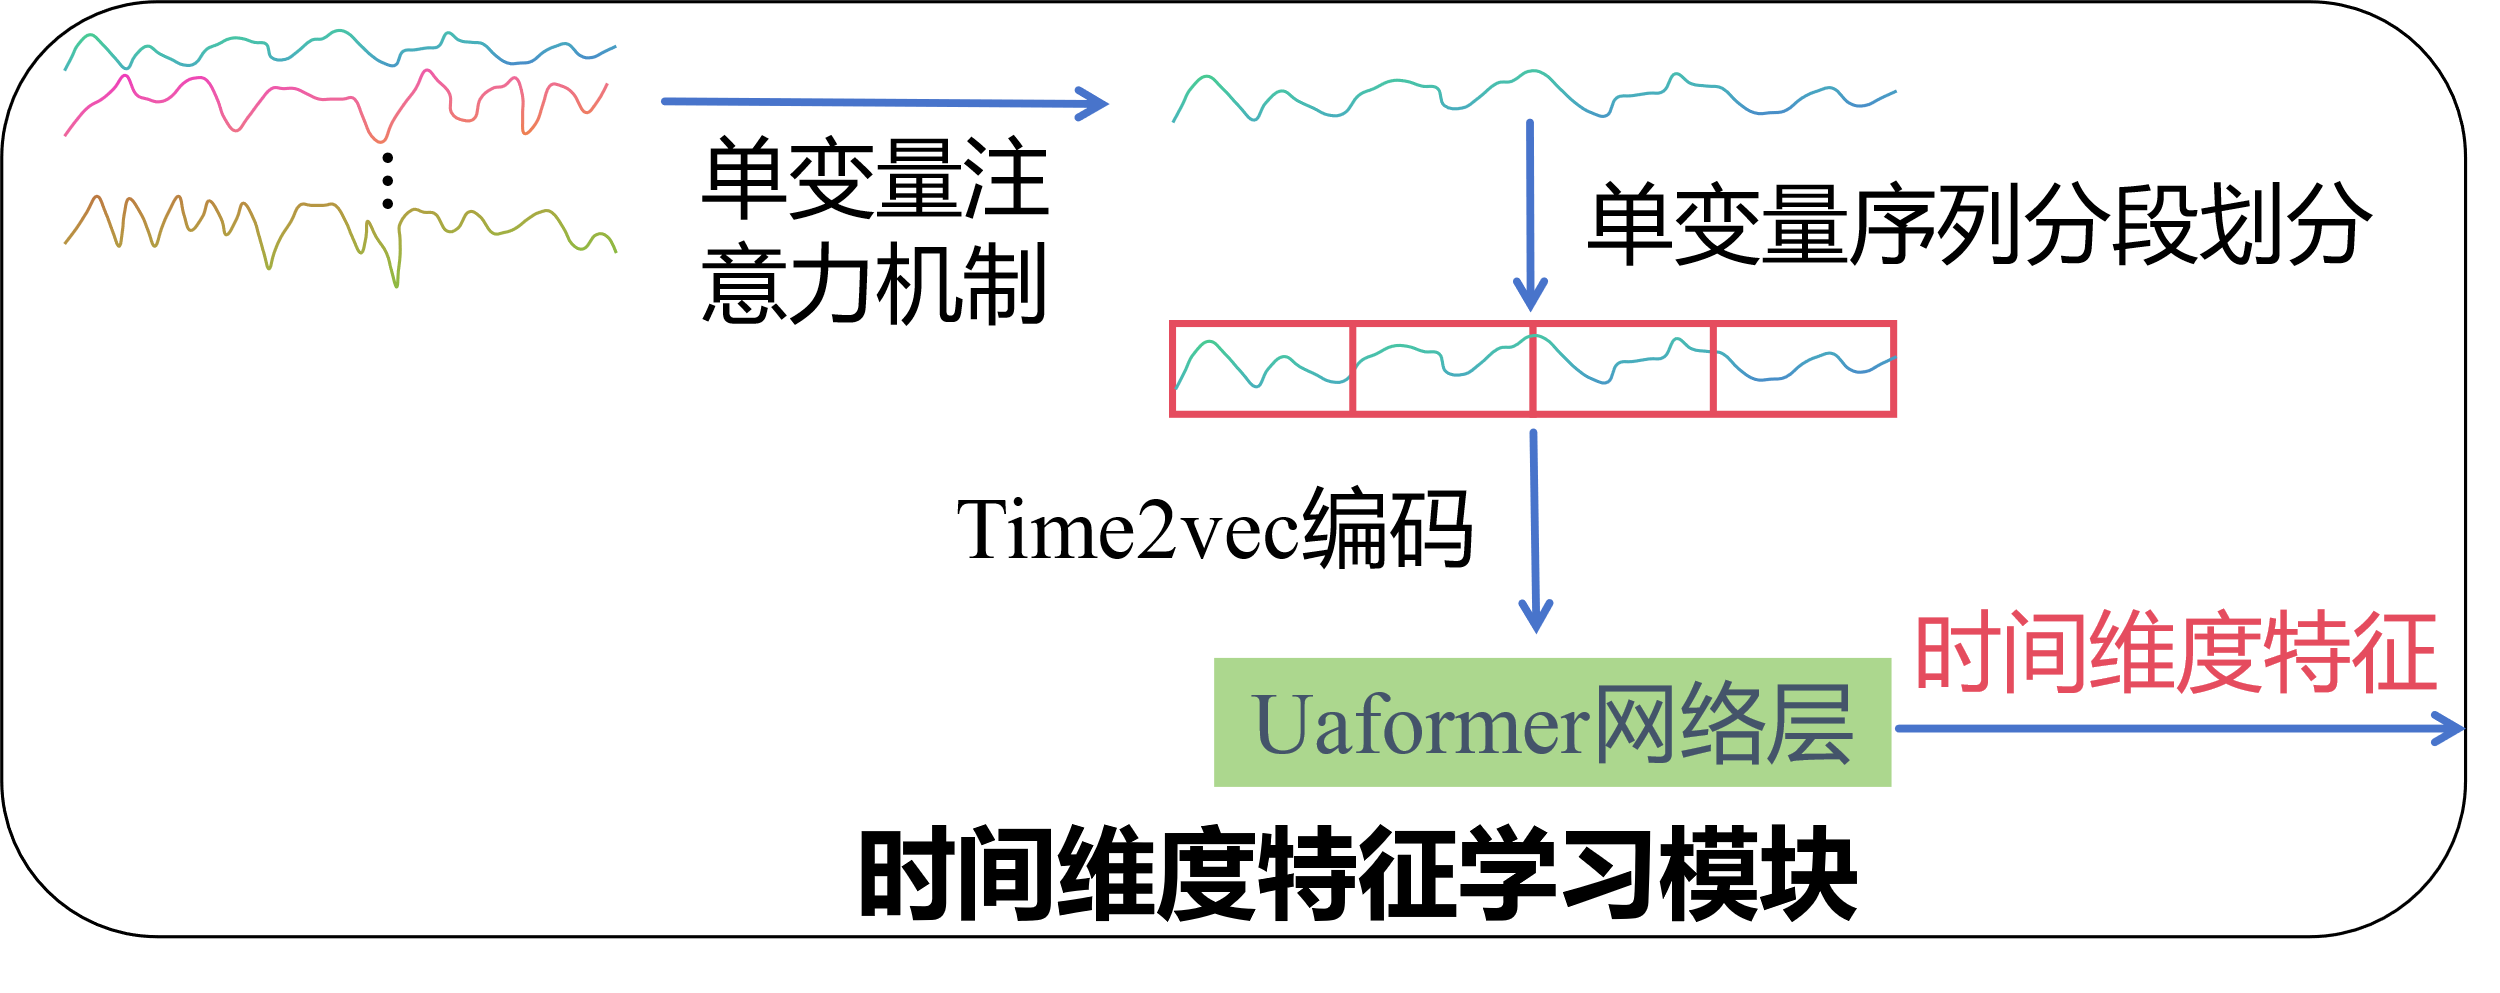 单变量注
意力机制
单变量序列分段划分
Time2vec编码
时间维度特征
Uaformer网络层
时间维度特征学习模块